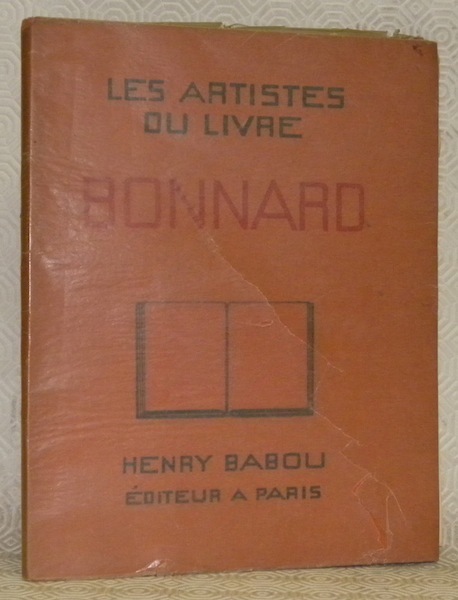 LES ARTISTES
DU LIVRE
BONNARD
HENRY BABOU
ÉDITEUR A PARIS